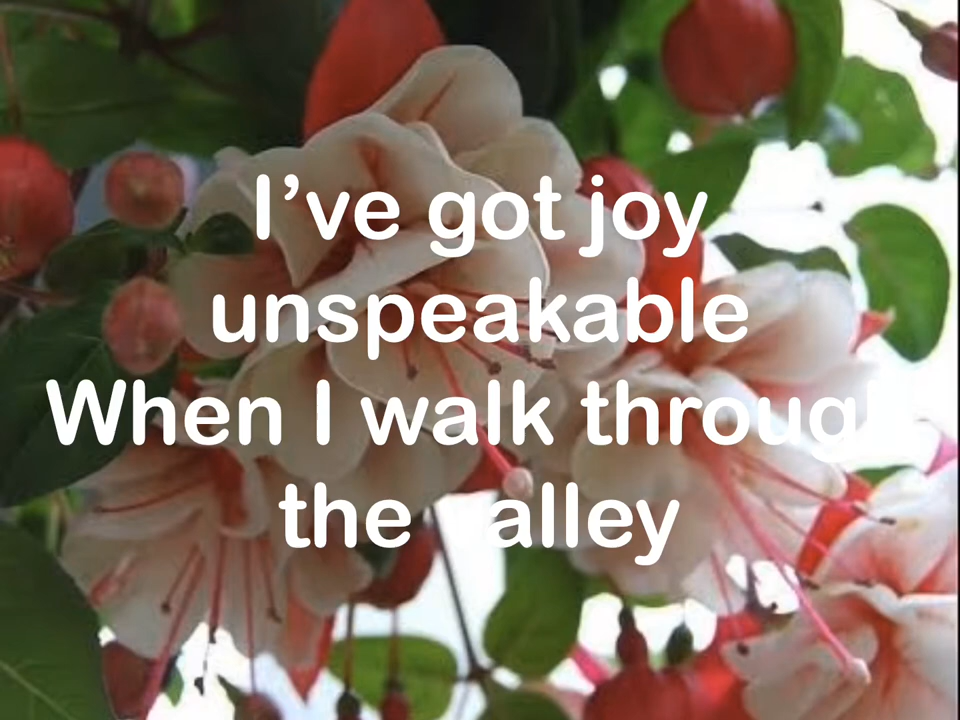 I’ve got joy
unspeakable
When I walk through
the valley